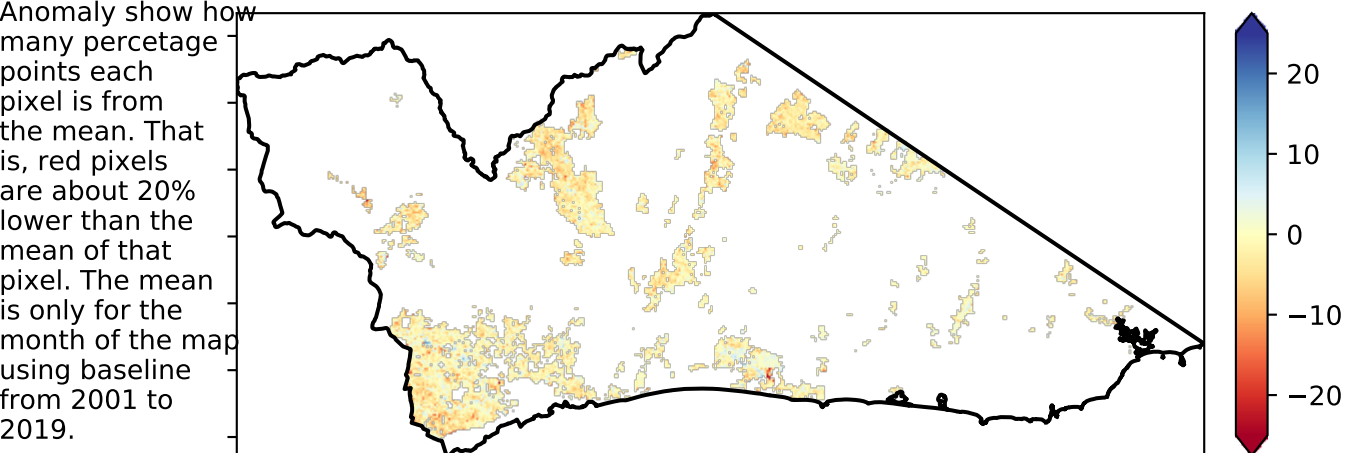 Anomaly show how
many percetage
points each
pixel is from
the mean. That
is, red pixels
are about 20%
lower than the
mean of that
pixel. The mean
is only for the
month of the map
using baseline
from 2001 to
2019.
20
10
0
−10
−20